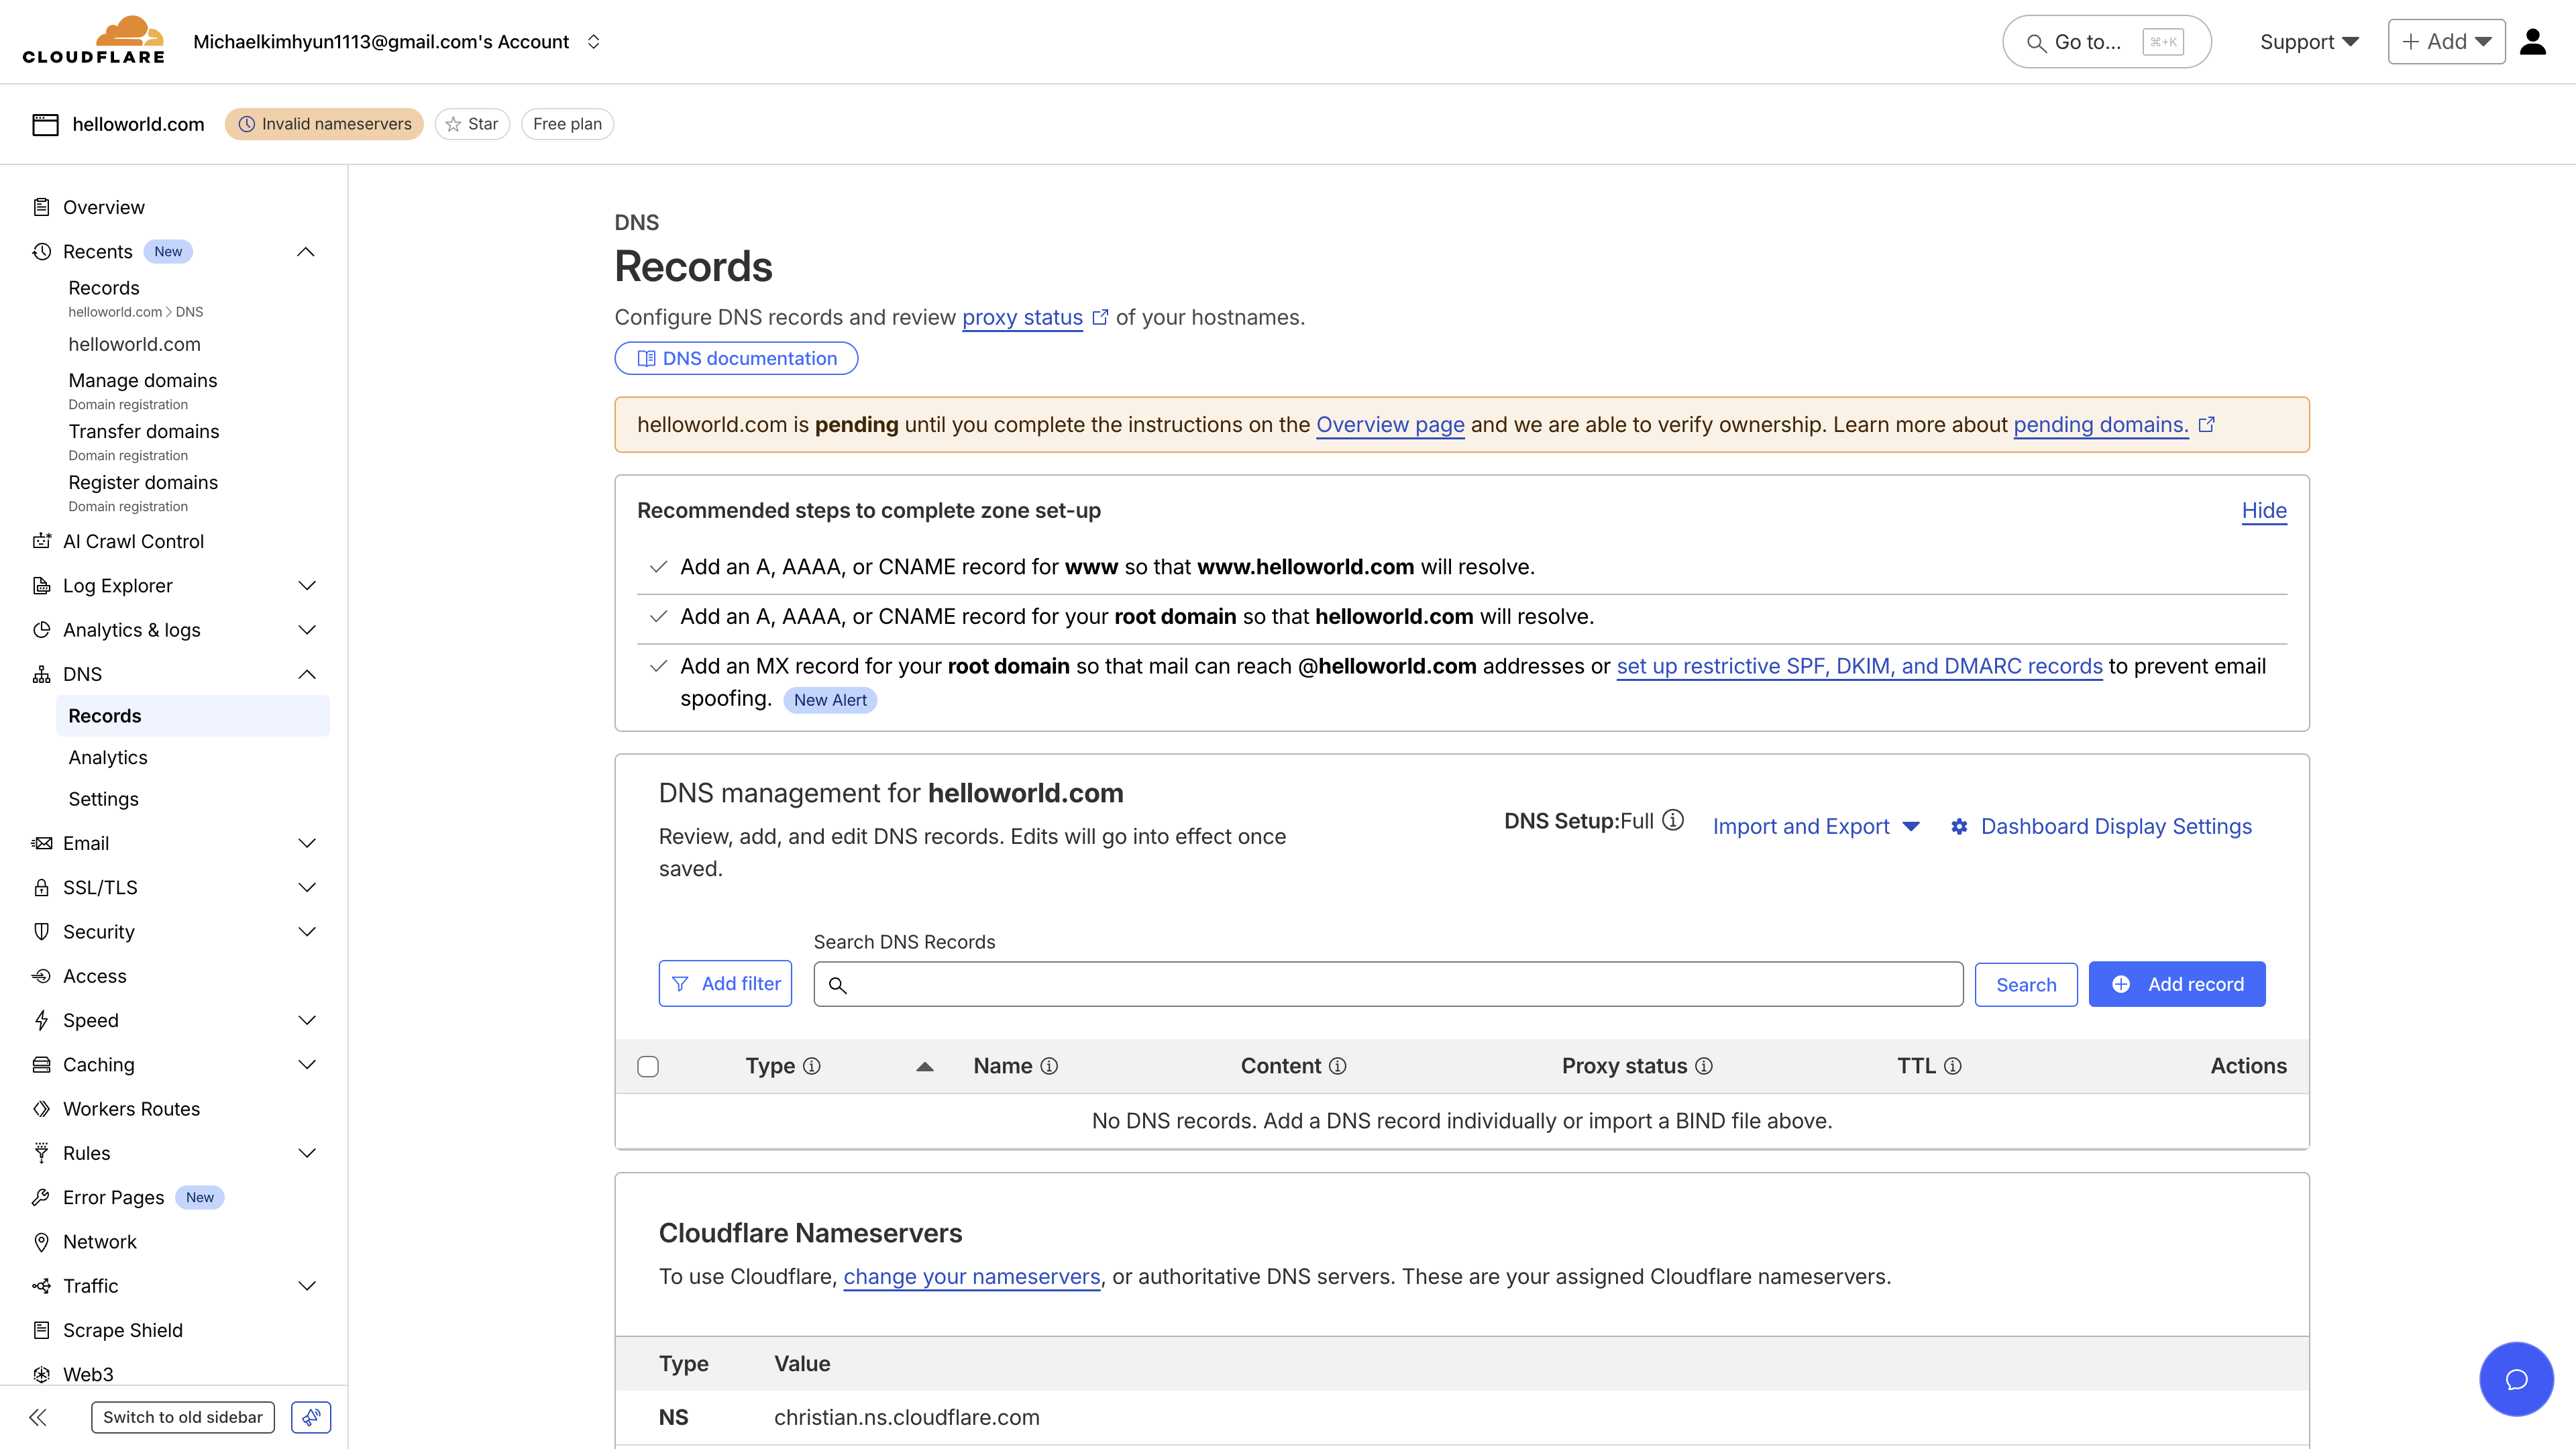 CLOUDFLARE
Michaelkimhyun1113@gmail.com's Account
Go to...
⌘+K
Support
Add
helloworld.com
Invalid nameservers
Star
Free plan
Overview
Recents
New
Records
helloworld.com > DNS
helloworld.com
Manage domains
Domain registration
Transfer domains
Domain registration
Register domains
Domain registration
AI Crawl Control
Log Explorer
Analytics & logs
DNS
Records
Analytics
Settings
Email
SSL/TLS
Security
Access
Speed
Caching
Workers Routes
Rules
Error Pages
New
Network
Traffic
Scrape Shield
Web3
Switch to old sidebar
DNS
Records
Configure DNS records and review proxy status of your hostnames.
DNS documentation
helloworld.com is pending until you complete the instructions on the Overview page and we are able to verify ownership. Learn more about pending domains.
Recommended steps to complete zone set-up
Hide
Add an A, AAAA, or CNAME record for www so that www.helloworld.com will resolve.
Add an A, AAAA, or CNAME record for your root domain so that helloworld.com will resolve.
Add an MX record for your root domain so that mail can reach @helloworld.com addresses or set up restrictive SPF, DKIM, and DMARC records to prevent email
spoofing. New Alert
DNS management for helloworld.com
Review, add, and edit DNS records. Edits will go into effect once
saved.
DNS Setup:Full
Import and Export
Dashboard Display Settings
Search DNS Records
Add filter
Search
Add record
Type
Name
Content
Proxy status
TTL
Actions
No DNS records. Add a DNS record individually or import a BIND file above.
Cloudflare Nameservers
To use Cloudflare, change your nameservers, or authoritative DNS servers. These are your assigned Cloudflare nameservers.
Type
Value
NS
christian.ns.cloudflare.com